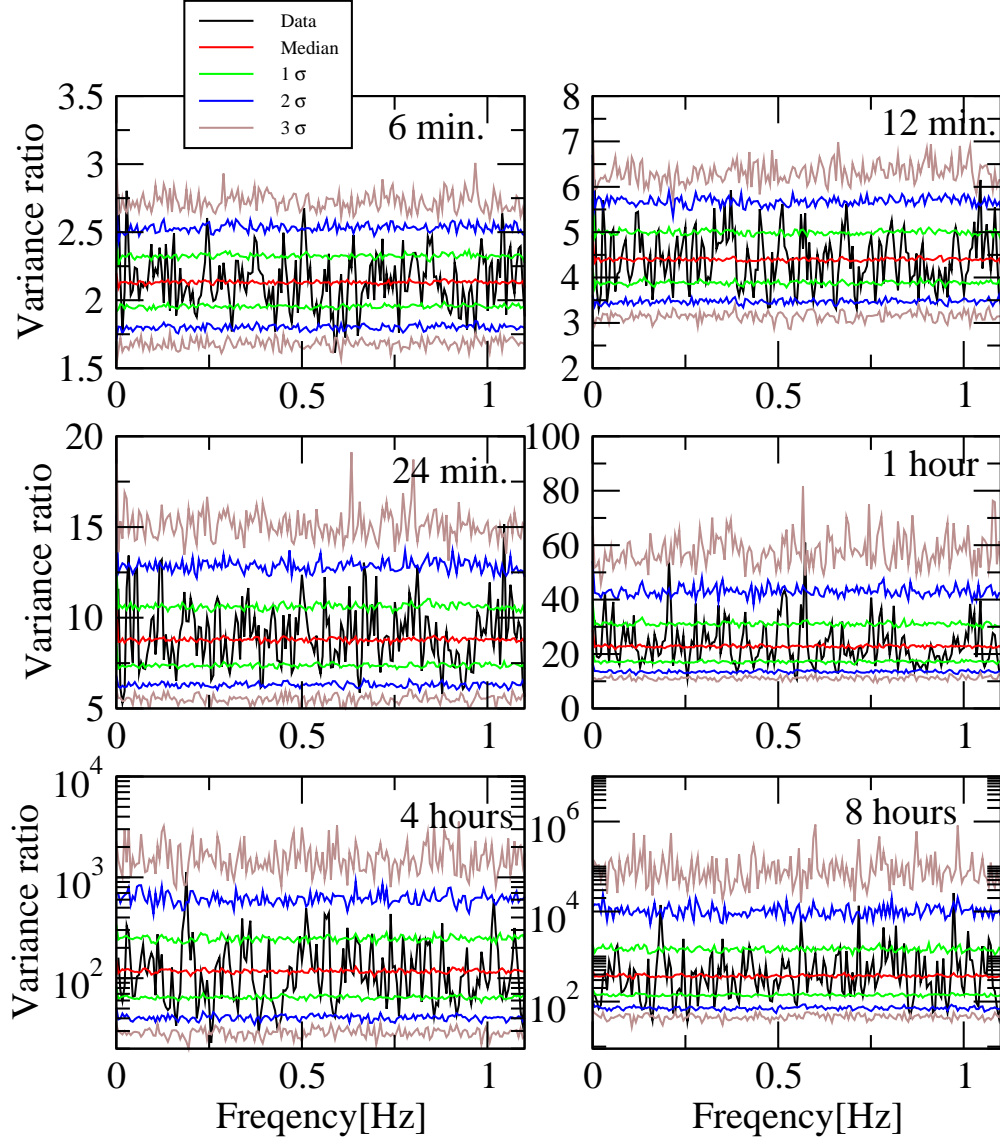 Data
Median
1 σ
2 σ
3 σ
Variance ratio
3.5
3
2.5
2
1.5
6 min.
0
0.5
1
8
7
6
5
4
3
2
12 min.
0
0.5
1
Variance ratio
20
15
10
5
24 min.
0
0.5
1
100
80
60
40
20
0
1 hour
0
0.5
1
Variance ratio
10^4
10^3
10^2
4 hours
0
0.5
1
Freqency[Hz]
10^6
10^4
10^2
8 hours
0
0.5
1
Freqency[Hz]